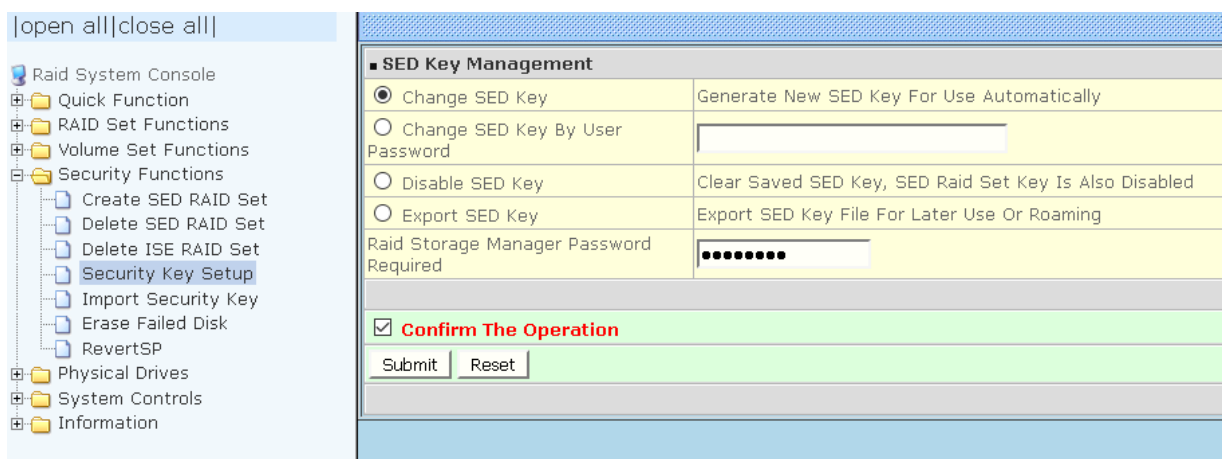 |open all|close all|
Raid System Console
Quick Function
RAID Set Functions
Volume Set Functions
Security Functions
Create SED RAID Set
Delete SED RAID Set
Delete ISE RAID Set
Security Key Setup
Import Security Key
Erase Failed Disk
RevertSP
Physical Drives
System Controls
Information
SED Key Management
Change SED Key
Generate New SED Key For Use Automatically
Change SED Key By User
Password
Disable SED Key
Clear Saved SED Key, SED Raid Set Key Is Also Disabled
Export SED Key
Export SED Key File For Later Use Or Roaming
Raid Storage Manager Password
Required
••••••••
Confirm The Operation
Submit
Reset